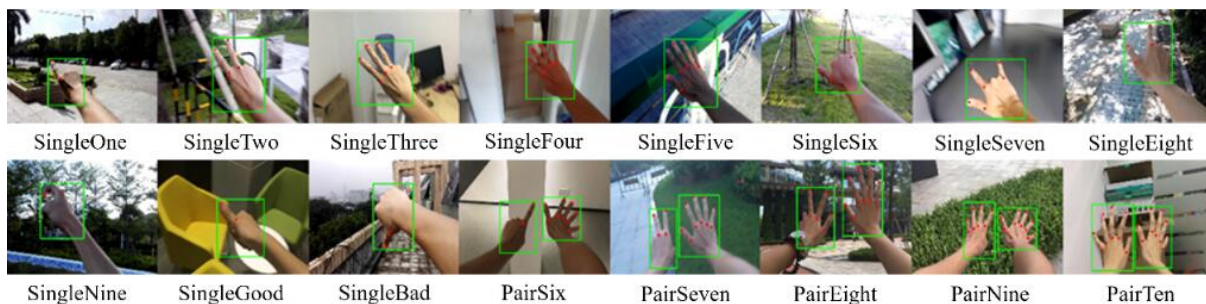 SingleOne SingleTwo SingleThree SingleFour SingleFive SingleSix SingleSeven SingleEight
SingleNine SingleGood SingleBad PairSix PairSeven PairEight PairNine PairTen